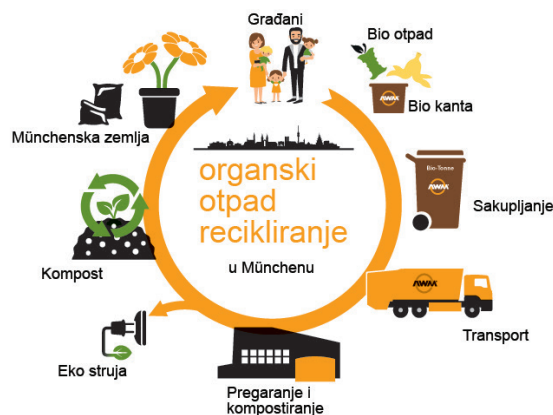 Građani
Bio otpad
AWM
Bio kanta
Bio-Tonne
AWM
Sakupljanje
AWM
Transport
Pregaranje i
kompostiranje
Eko struja
Kompost
Münchenska zemlja
organski
otpad
recikliranje
u Münchenu